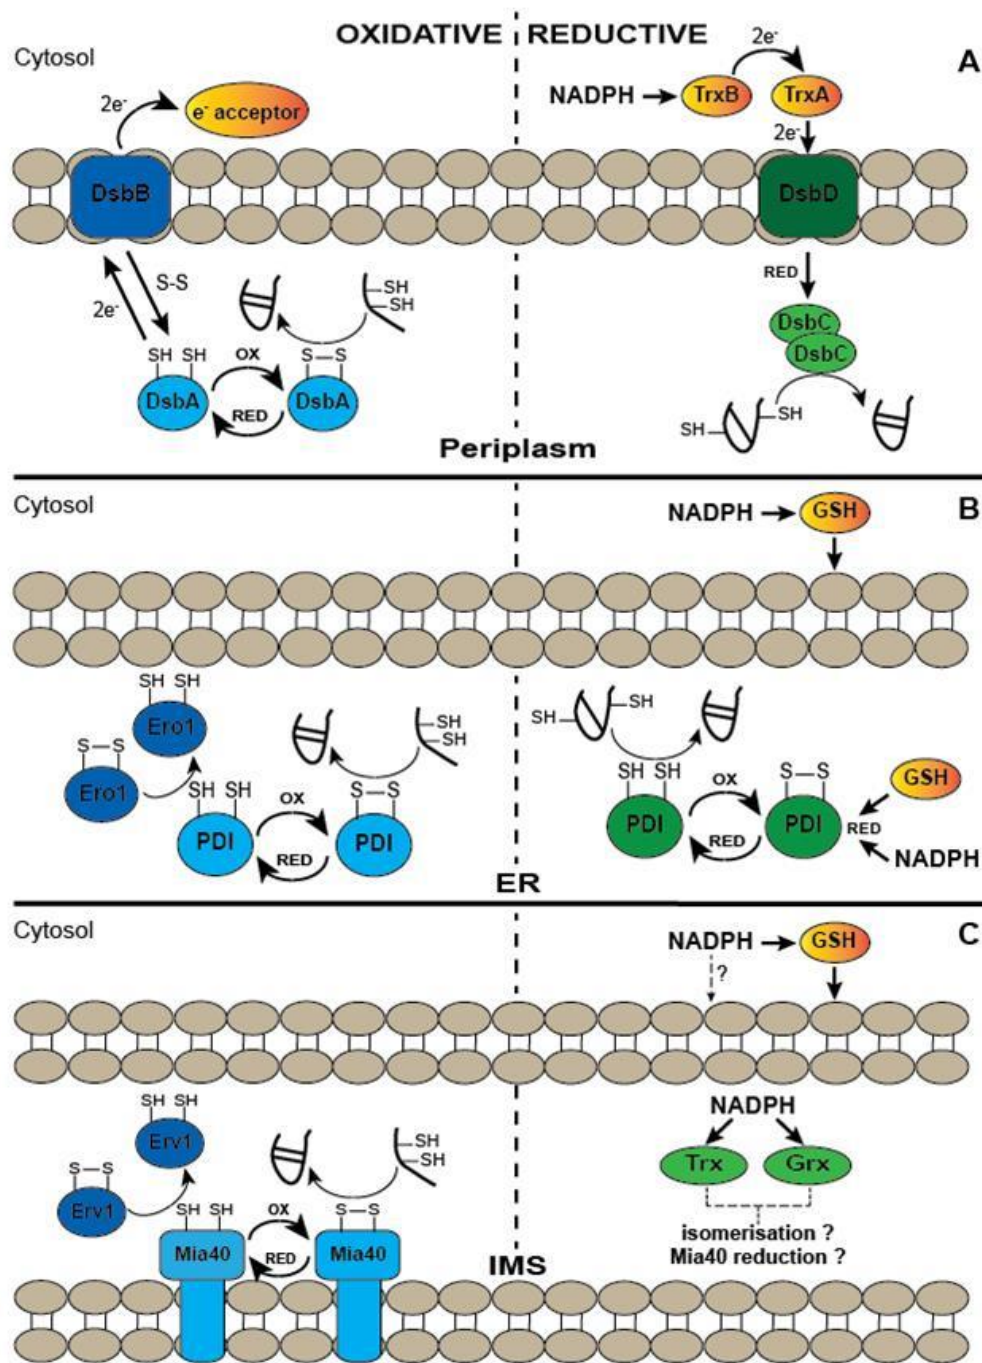 OXIDATIVE REDUCTIVE
A
Cytosol
2e-
e- acceptor
NADPH
TrxB
2e-
TrxA
2e-
DsbB
DsbD
2e-
S-S
SH SH
DsbA
OX
RED
S-S
DsbA
SH
SH
RED
DsbC
DsbC
SH
SH
Periplasm
Cytosol
B
NADPH
GSH
S-S
Ero1
SH SH
Ero1
SH SH
PDI
OX
RED
S-S
PDI
SH
SH
SH
SH
SH SH
PDI
OX
RED
S-S
PDI
RED
GSH
NADPH
ER
Cytosol
C
NADPH
GSH
?
S-S
Erv1
SH SH
Erv1
SH SH
Mia40
OX
RED
S-S
Mia40
SH
SH
NADPH
Trx
Grx
isomerisation ?
Mia40 reduction ?
IMS